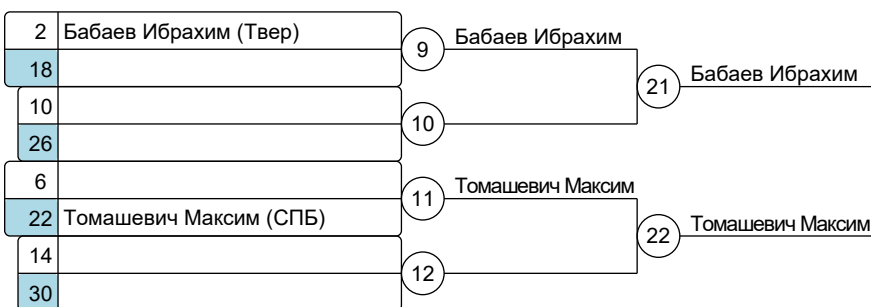 2 Бабаев Ибрахим (Твер)
18
10
26
6
22 Томашевич Максим (СПБ)
14
30
9 Бабаев Ибрахим
10
11 Томашевич Максим
12
21 Бабаев Ибрахим
22 Томашевич Максим